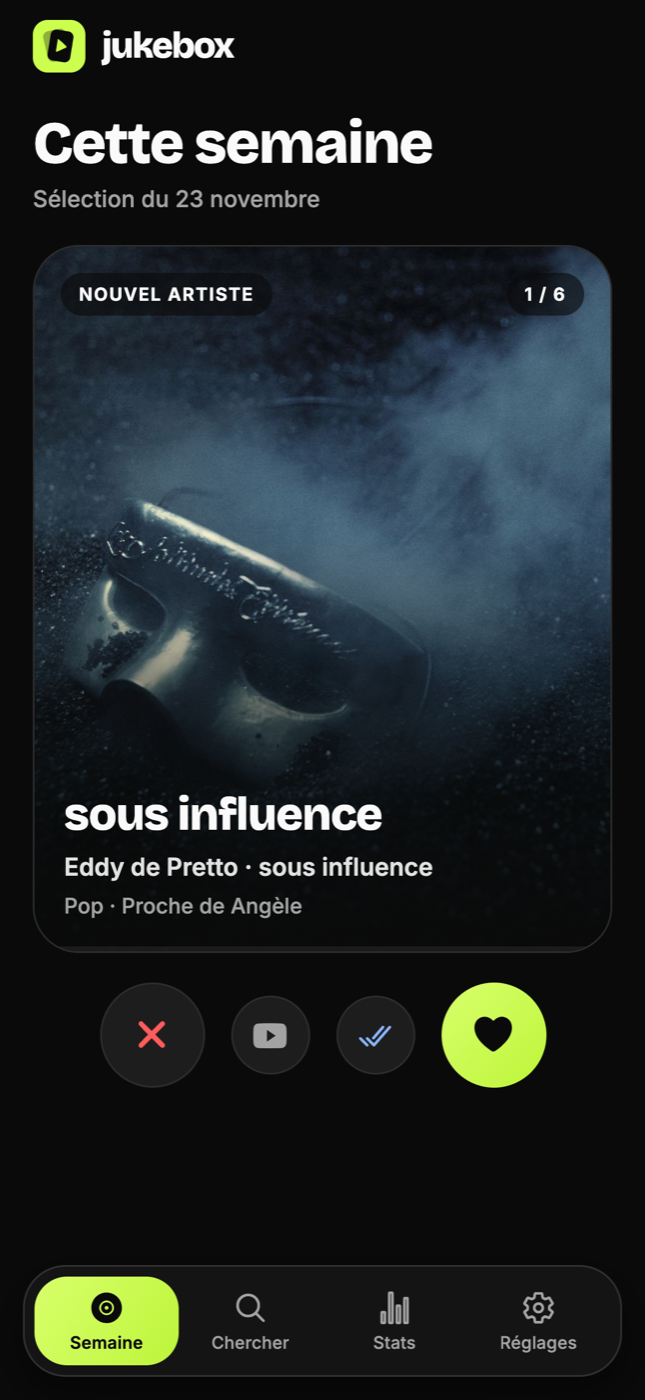 jukebox
Cette semaine
Sélection du 23 novembre
NOUVEL ARTISTE
1 / 6
sous influence
Eddy de Pretto · sous influence
Pop · Proche de Angèle
Semaine
Chercher
Stats
Réglages